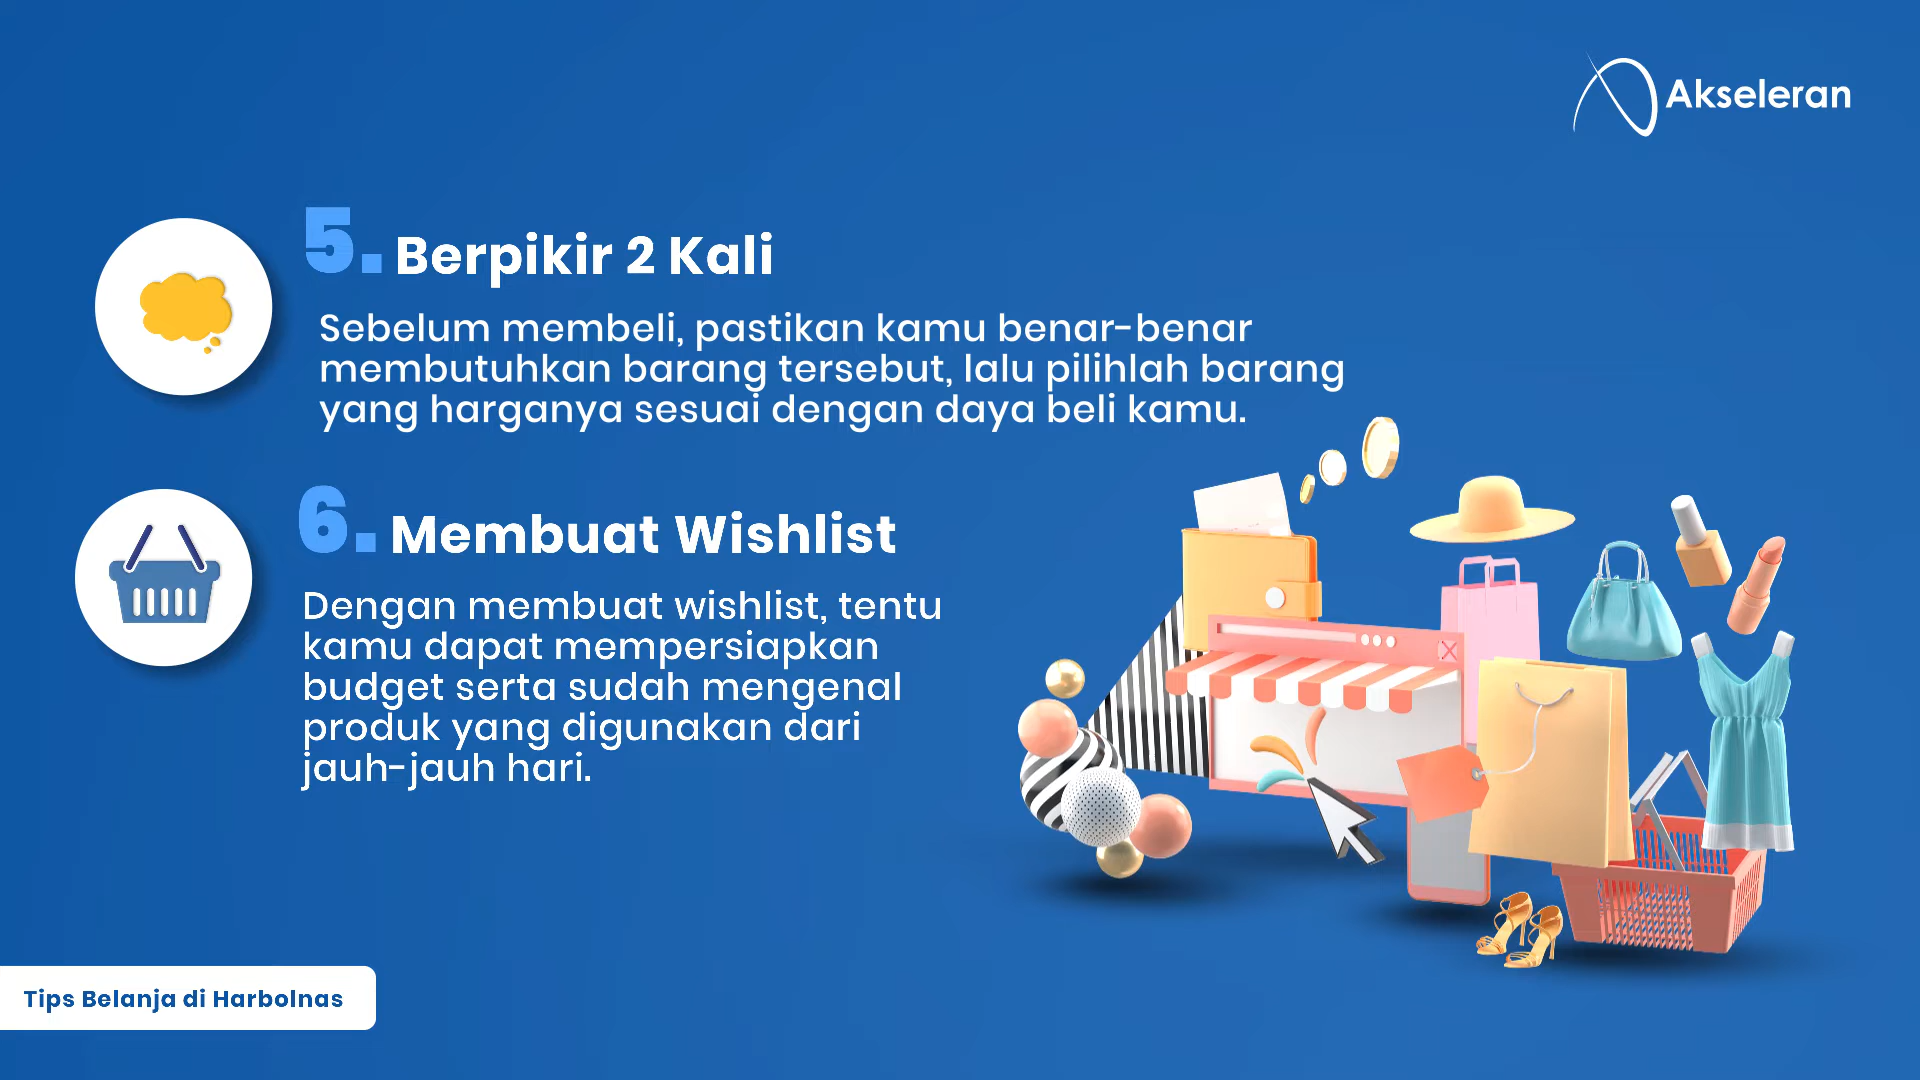 Akseleran
5. Berpikir 2 Kali
Sebelum membeli, pastikan kamu benar-benar
membutuhkan barang tersebut, lalu pilihlah barang
yang harganya sesuai dengan daya beli kamu.
6. Membuat Wishlist
Dengan membuat wishlist, tentu
kamu dapat mempersiapkan
budget serta sudah mengenal
produk yang digunakan dari
jauh-jauh hari.
Tips Belanja di Harbolnas